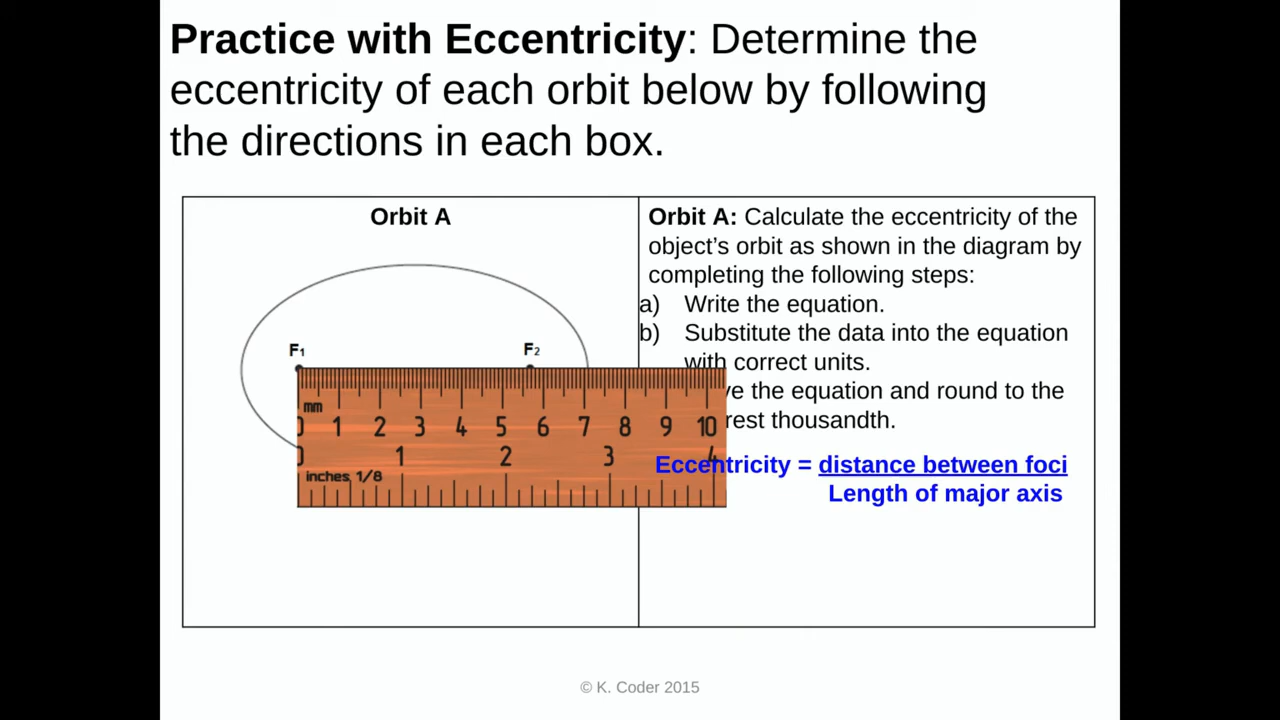 Practice with Eccentricity: Determine the
eccentricity of each orbit below by following
the directions in each box.
Orbit A
F1
F2
mm
0 1 2 3 4 5 6 7 8 9 10
0 1 2 3 4
inches 1/8
Orbit A: Calculate the eccentricity of the
object’s orbit as shown in the diagram by
completing the following steps:
a) Write the equation.
b) Substitute the data into the equation
with correct units.
the equation and round to the
thousandth.
Eccentricity = distance between foci
Length of major axis
© K. Coder 2015